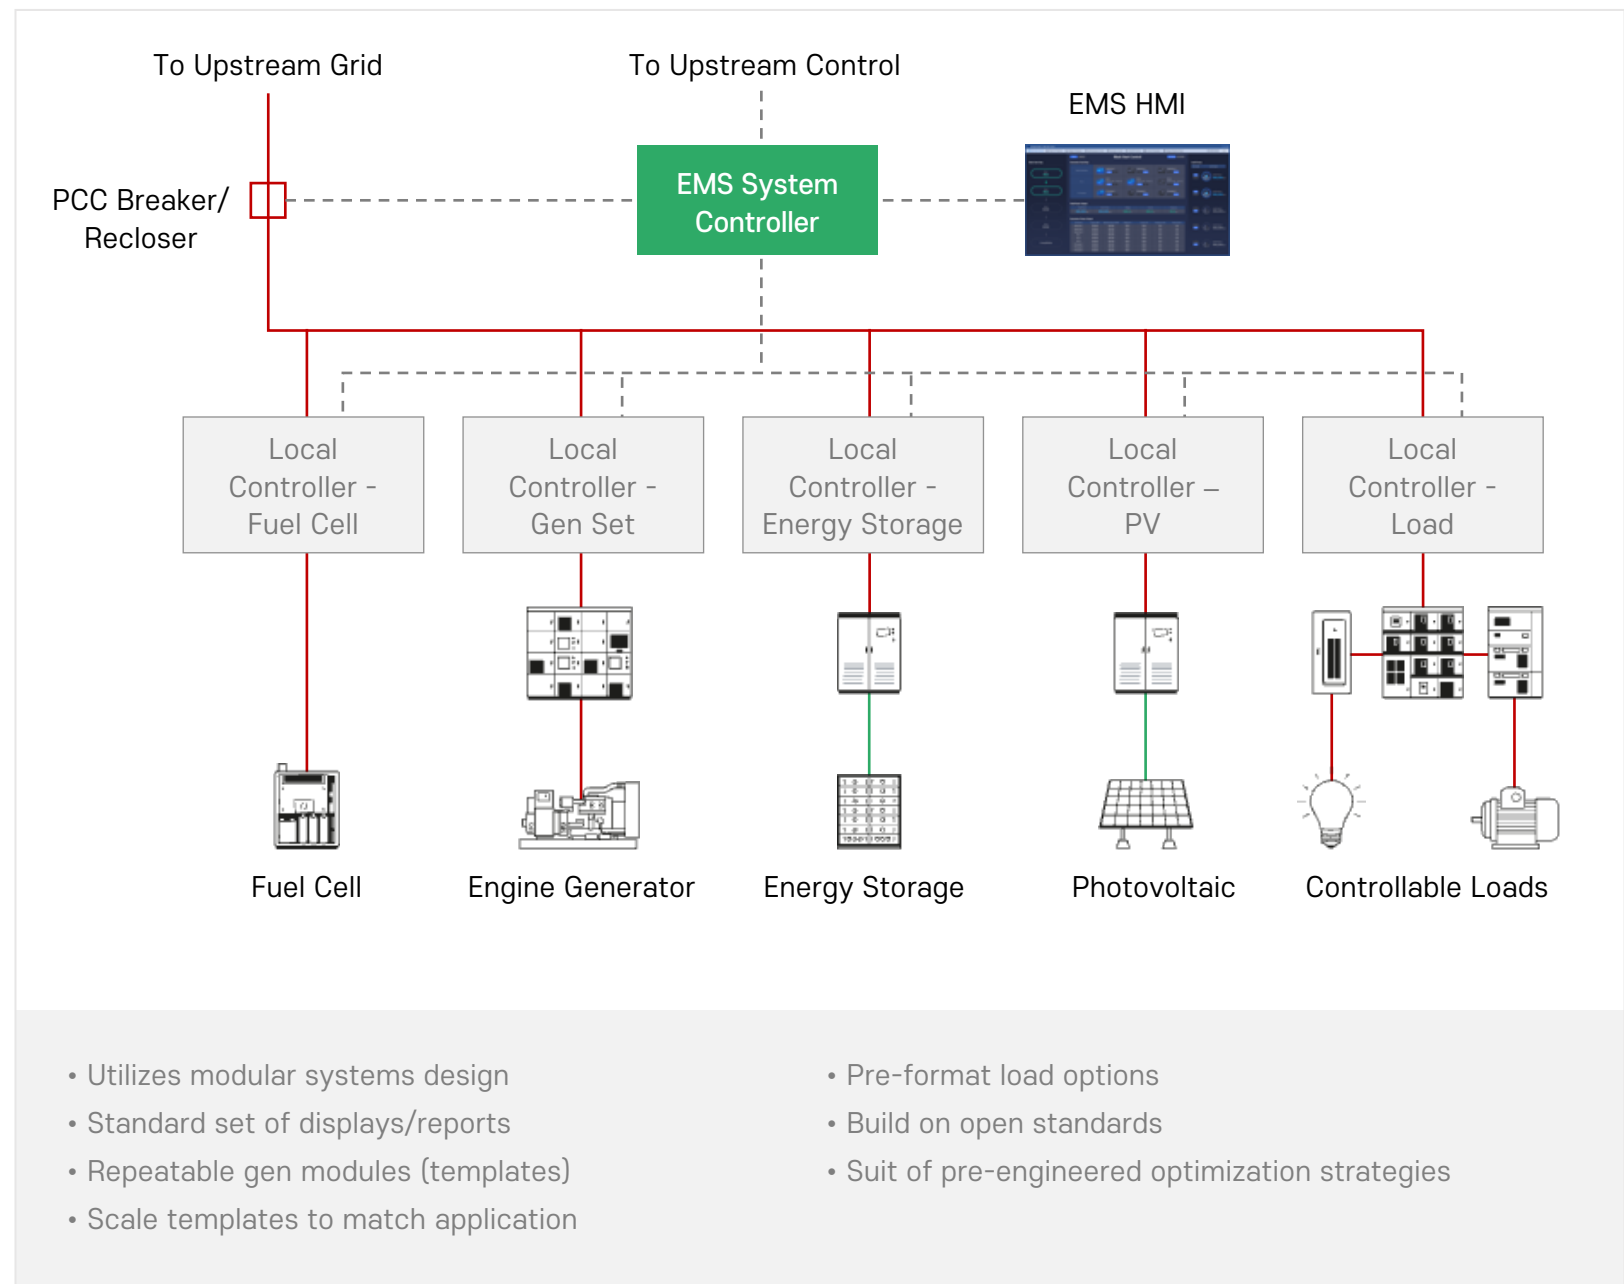 To Upstream Grid
To Upstream Control
EMS HMI
PCC Breaker/
Recloser
EMS System
Controller
Local
Controller -
Fuel Cell
Local
Controller -
Gen Set
Local
Controller -
Energy Storage
Local
Controller –
PV
Local
Controller -
Load
Fuel Cell
Engine Generator
Energy Storage
Photovoltaic
Controllable Loads
• Utilizes modular systems design
• Standard set of displays/reports
• Repeatable gen modules (templates)
• Scale templates to match application
• Pre-format load options
• Build on open standards
• Suit of pre-engineered optimization strategies